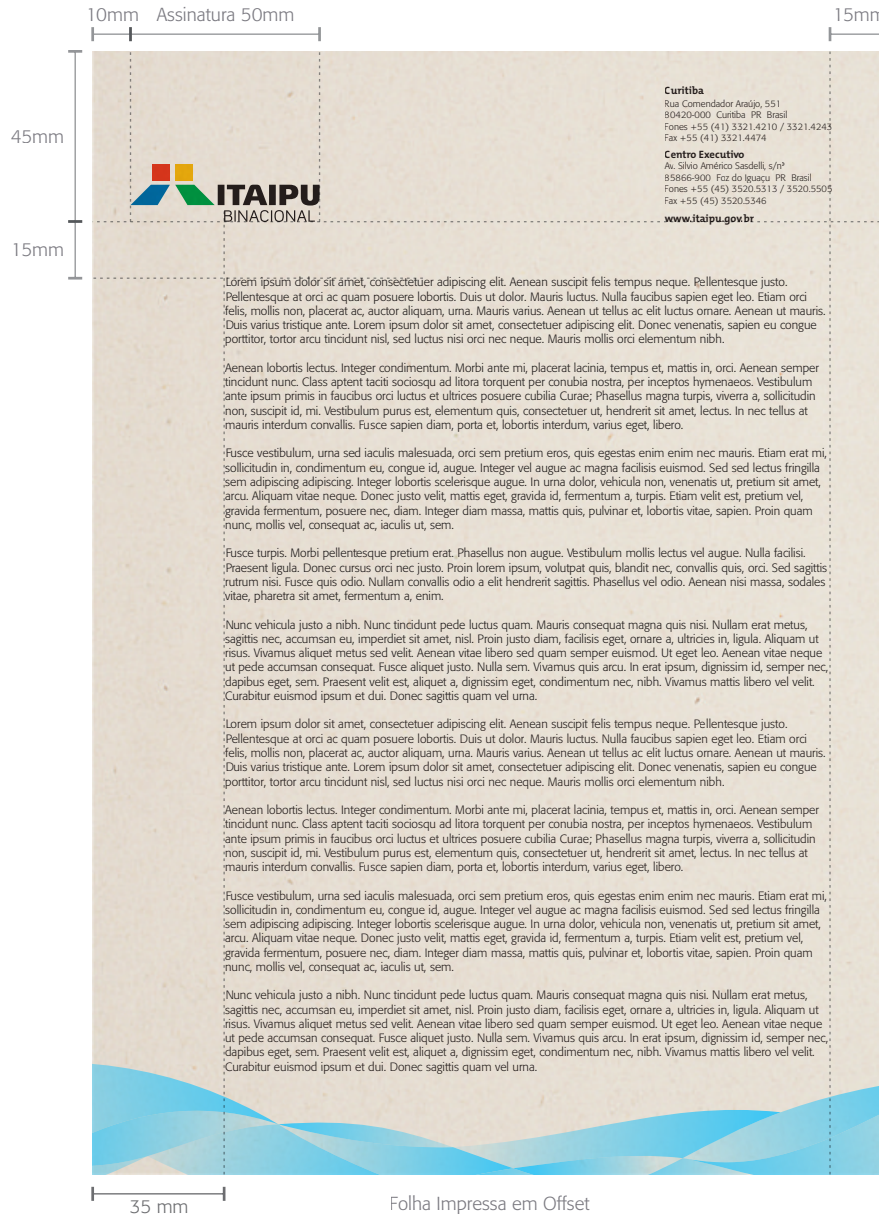 10mm Assinatura 50mm
15mm
45mm
15mm
ITAIPU
BINACIONAL
Curitiba
Rua Comendador Araújo, 551
80420-000 Curitiba PR Brasil
Fones +55 (41) 3321.4210 / 3321.4243
Fax +55 (41) 3321.4474
Centro Executivo
Av. Silvio Américo Sasdelli, s/nº
85866-900 Foz do Iguaçu PR Brasil
Fones +55 (45) 3520.5313 / 3520.5505
Fax +55 (45) 3520.5346
www.itaipu.gov.br
Lorem ipsum dolor sit amet, consectetuer adipiscing elit. Aenean suscipit felis tempus neque. Pellentesque justo.
Pellentesque at orci ac quam posuere lobortis. Duis ut dolor. Mauris luctus. Nulla faucibus sapien eget leo. Etiam orci
felis, mollis non, placerat ac, auctor aliquam, urna. Mauris varius. Aenean ut tellus ac elit luctus ornare. Aenean ut mauris.
Duis varius tristique ante. Lorem ipsum dolor sit amet, consectetuer adipiscing elit. Donec venenatis, sapien eu congue
porttitor, tortor arcu tincidunt nisl, sed luctus nisi orci nec neque. Mauris mollis orci elementum nibh.
Aenean lobortis lectus. Integer condimentum. Morbi ante mi, placerat lacinia, tempus et, mattis in, orci. Aenean semper
tincidunt nunc. Class aptent taciti sociosqu ad litora torquent per conubia nostra, per inceptos hymenaeos. Vestibulum
ante ipsum primis in faucibus orci luctus et ultrices posuere cubilia Curae; Phasellus magna turpis, viverra a, sollicitudin
non, suscipit id, mi. Vestibulum purus est, elementum quis, consectetuer ut, hendrerit sit amet, lectus. In nec tellus at
mauris interdum convallis. Fusce sapien diam, porta et, lobortis interdum, varius eget, libero.
Fusce vestibulum, urna sed iaculis malesuada, orci sem pretium eros, quis egestas enim enim nec mauris. Etiam erat mi,
sollicitudin in, condimentum eu, congue id, augue. Integer vel augue ac magna facilisis euismod. Sed sed lectus fringilla
sem adipiscing adipiscing. Integer lobortis scelerisque augue. In urna dolor, vehicula non, venenatis ut, pretium sit amet,
arcu. Aliquam vitae neque. Donec justo velit, mattis eget, gravida id, fermentum a, turpis. Etiam velit est, pretium vel,
gravida fermentum, posuere nec, diam. Integer diam massa, mattis quis, pulvinar et, lobortis vitae, sapien. Proin quam
nunc, mollis vel, consequat ac, iaculis ut, sem.
Fusce turpis. Morbi pellentesque pretium erat. Phasellus non augue. Vestibulum mollis lectus vel augue. Nulla facilisi.
Praesent ligula. Donec cursus orci nec justo. Proin lorem ipsum, volutpat quis, blandit nec, convallis quis, orci. Sed sagittis
rutrum nisi. Fusce quis odio. Nullam convallis odio a elit hendrerit sagittis. Phasellus vel odio. Aenean nisi massa, sodales
vitae, pharetra sit amet, fermentum a, enim.
Nunc vehicula justo a nibh. Nunc tincidunt pede luctus quam. Mauris consequat magna quis nisi. Nullam erat metus,
sagittis nec, accumsan eu, imperdiet sit amet, nisl. Proin justo diam, facilisis eget, ornare a, ultricies in, ligula. Aliquam ut
risus. Vivamus aliquet metus sed velit. Aenean vitae libero sed quam semper euismod. Ut eget leo. Aenean vitae neque
ut pede accumsan consequat. Fusce aliquet justo. Nulla sem. Vivamus quis arcu. In erat ipsum, dignissim id, semper nec,
dapibus eget, sem. Praesent velit est, aliquet a, dignissim eget, condimentum nec, nibh. Vivamus mattis libero vel velit.
Curabitur euismod ipsum et dui. Donec sagittis quam vel urna.
Lorem ipsum dolor sit amet, consectetuer adipiscing elit. Aenean suscipit felis tempus neque. Pellentesque justo.
Pellentesque at orci ac quam posuere lobortis. Duis ut dolor. Mauris luctus. Nulla faucibus sapien eget leo. Etiam orci
felis, mollis non, placerat ac, auctor aliquam, urna. Mauris varius. Aenean ut tellus ac elit luctus ornare. Aenean ut mauris.
Duis varius tristique ante. Lorem ipsum dolor sit amet, consectetuer adipiscing elit. Donec venenatis, sapien eu congue
porttitor, tortor arcu tincidunt nisl, sed luctus nisi orci nec neque. Mauris mollis orci elementum nibh.
Aenean lobortis lectus. Integer condimentum. Morbi ante mi, placerat lacinia, tempus et, mattis in, orci. Aenean semper
tincidunt nunc. Class aptent taciti sociosqu ad litora torquent per conubia nostra, per inceptos hymenaeos. Vestibulum
ante ipsum primis in faucibus orci luctus et ultrices posuere cubilia Curae; Phasellus magna turpis, viverra a, sollicitudin
non, suscipit id, mi. Vestibulum purus est, elementum quis, consectetuer ut, hendrerit sit amet, lectus. In nec tellus at
mauris interdum convallis. Fusce sapien diam, porta et, lobortis interdum, varius eget, libero.
Fusce vestibulum, urna sed iaculis malesuada, orci sem pretium eros, quis egestas enim enim nec mauris. Etiam erat mi,
sollicitudin in, condimentum eu, congue id, augue. Integer vel augue ac magna facilisis euismod. Sed sed lectus fringilla
sem adipiscing adipiscing. Integer lobortis scelerisque augue. In urna dolor, vehicula non, venenatis ut, pretium sit amet,
arcu. Aliquam vitae neque. Donec justo velit, mattis eget, gravida id, fermentum a, turpis. Etiam velit est, pretium vel,
gravida fermentum, posuere nec, diam. Integer diam massa, mattis quis, pulvinar et, lobortis vitae, sapien. Proin quam
nunc, mollis vel, consequat ac, iaculis ut, sem.
Nunc vehicula justo a nibh. Nunc tincidunt pede luctus quam. Mauris consequat magna quis nisi. Nullam erat metus,
sagittis nec, accumsan eu, imperdiet sit amet, nisl. Proin justo diam, facilisis eget, ornare a, ultricies in, ligula. Aliquam ut
risus. Vivamus aliquet metus sed velit. Aenean vitae libero sed quam semper euismod. Ut eget leo. Aenean vitae neque
ut pede accumsan consequat. Fusce aliquet justo. Nulla sem. Vivamus quis arcu. In erat ipsum, dignissim id, semper nec,
dapibus eget, sem. Praesent velit est, aliquet a, dignissim eget, condimentum nec, nibh. Vivamus mattis libero vel velit.
Curabitur euismod ipsum et dui. Donec sagittis quam vel urna.
35 mm
Folha Impressa em Offset